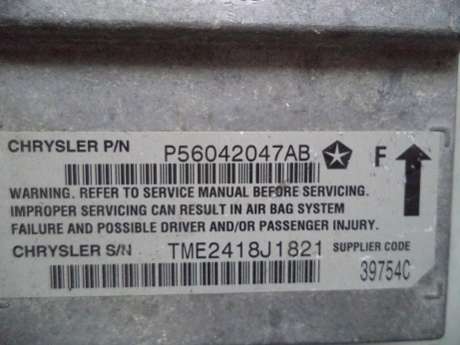 CHRYSLER P/N P56042047AB F
WARNING. REFER TO SERVICE MANUAL BEFORE SERVICING.
IMPROPER SERVICING CAN RESULT IN AIR BAG SYSTEM
FAILURE AND POSSIBLE DRIVER AND/OR PASSENGER INJURY.
CHRYSLER S/N TME2418J1821 SUPPLIER CODE
39754C